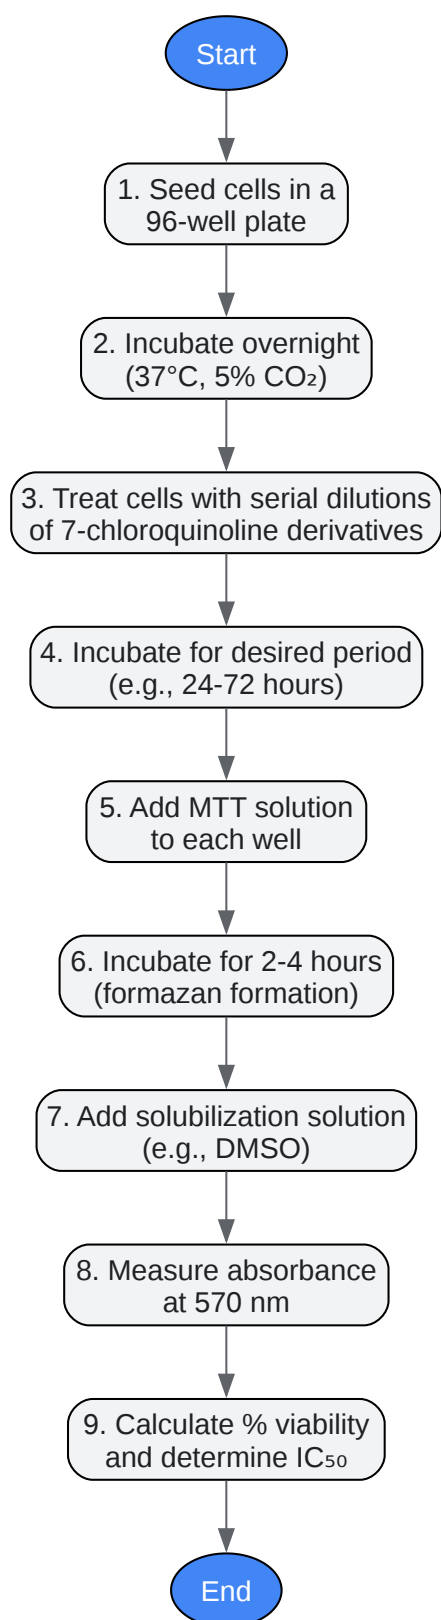 Start
1. Seed cells in a
96-well plate
2. Incubate overnight
(37°C, 5% CO₂)
3. Treat cells with serial dilutions
of 7-chloroquinoline derivatives
4. Incubate for desired period
(e.g., 24-72 hours)
5. Add MTT solution
to each well
6. Incubate for 2-4 hours
(formazan formation)
7. Add solubilization solution
(e.g., DMSO)
8. Measure absorbance
at 570 nm
9. Calculate % viability
and determine IC₅₀
End